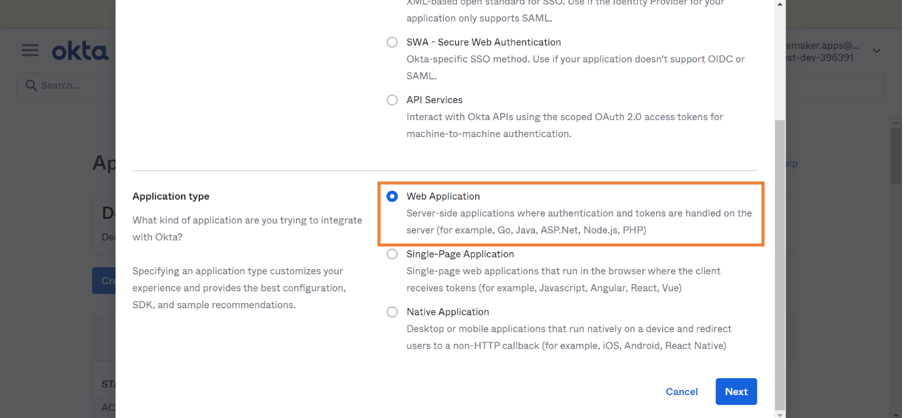 XML-based open standard for SSO. Use if the Identity Provider for your
application only supports SAML.
SWA - Secure Web Authentication
Okta-specific SSO method. Use if your application doesn't support OIDC or
SAML.
API Services
Interact with Okta APIs using the scoped OAuth 2.0 access tokens for
machine-to-machine authentication.
okta
emaker.apps@...
st-dev-396391
Search...
Ap
elp
D
Dea
Cre
STA
AC
Application type
What kind of application are you trying to integrate
with Okta?
Specifying an application type customizes your
experience and provides the best configuration,
SDK, and sample recommendations.
Web Application
Server-side applications where authentication and tokens are handled on the
server (for example, Go, Java, ASP.Net, Node.js, PHP)
Single-Page Application
Single-page web applications that run in the browser where the client
receives tokens (for example, Javascript, Angular, React, Vue)
Native Application
Desktop or mobile applications that run natively on a device and redirect
users to a non-HTTP callback (for example, iOS, Android, React Native)
Cancel
Next